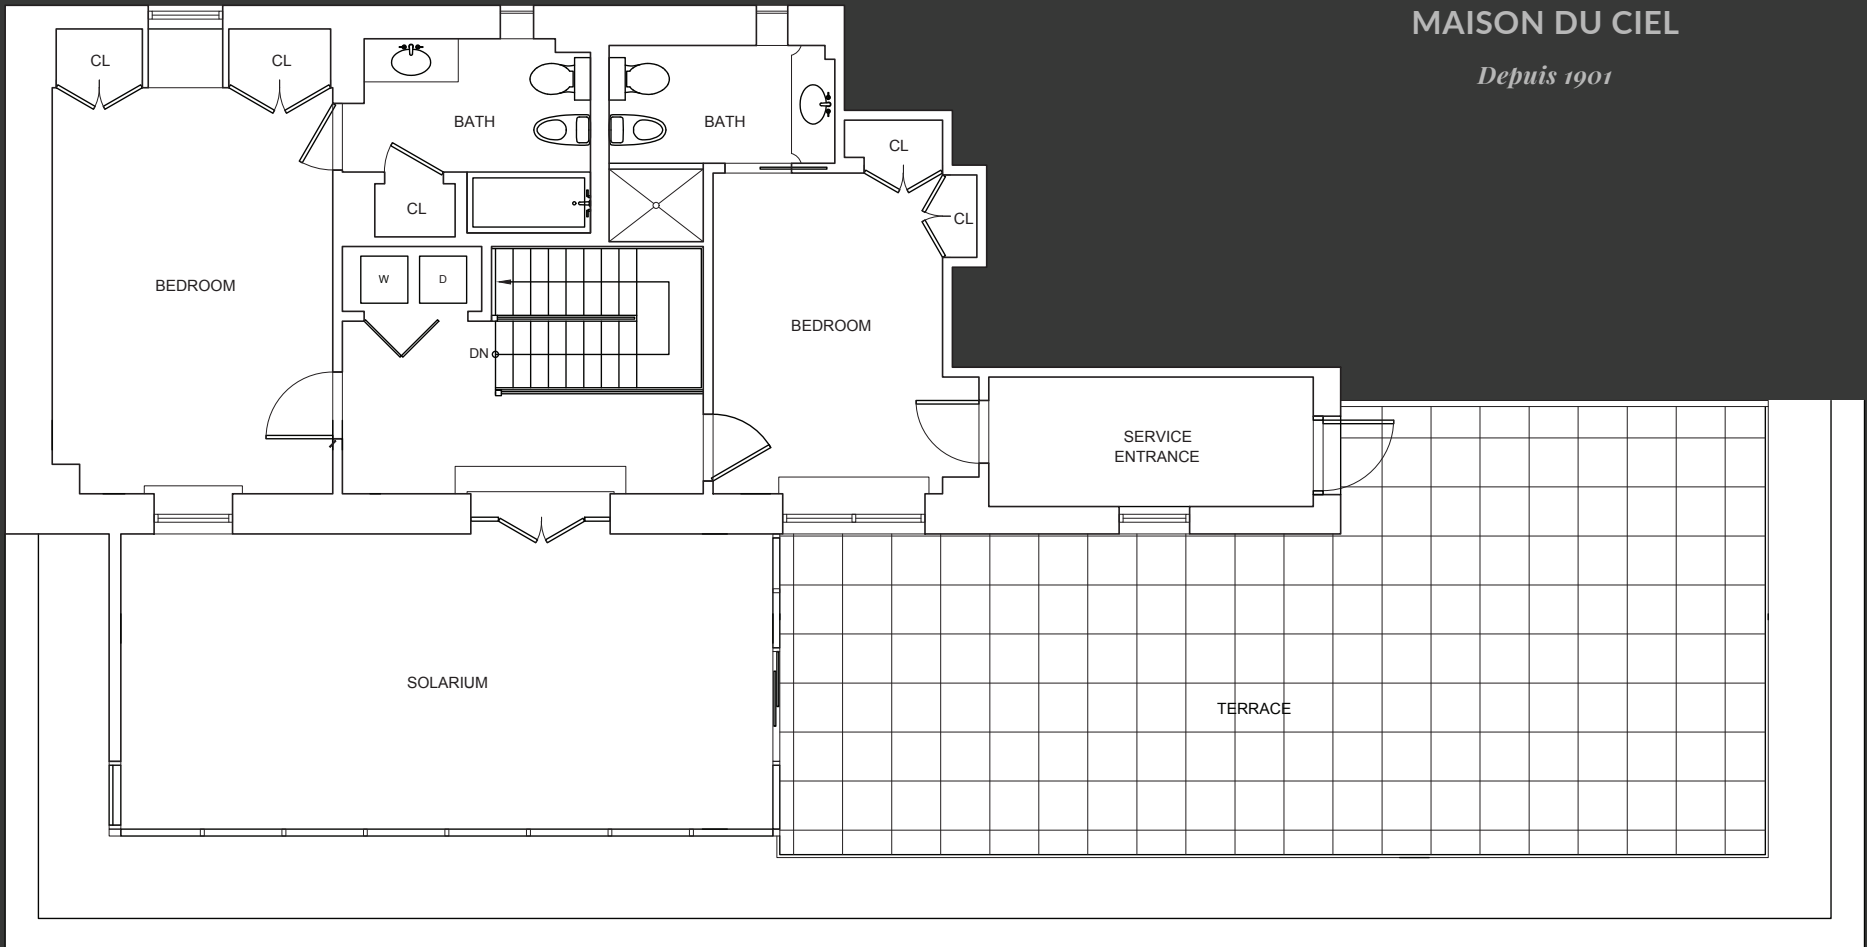 MAISON DU CIEL
Depuis 1901
CL
CL
BATH
BATH
CL
CL
CL
BEDROOM
W
D
BEDROOM
DN
SERVICE
ENTRANCE
SOLARIUM
TERRACE